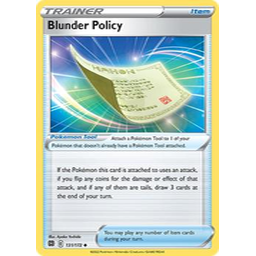 TRAINER Item
Blunder Policy
Pokémon Tool Attach a Pokémon Tool to 1 of your
Pokémon that doesn't already have a Pokémon Tool attached.
If the Pokémon this card is attached to uses an attack,
if you flip any coins for the damage or effect of that
attack, and if any of them are tails, draw 3 cards at
the end of your turn.
You may play any number of Item cards
during your turn.
131/172